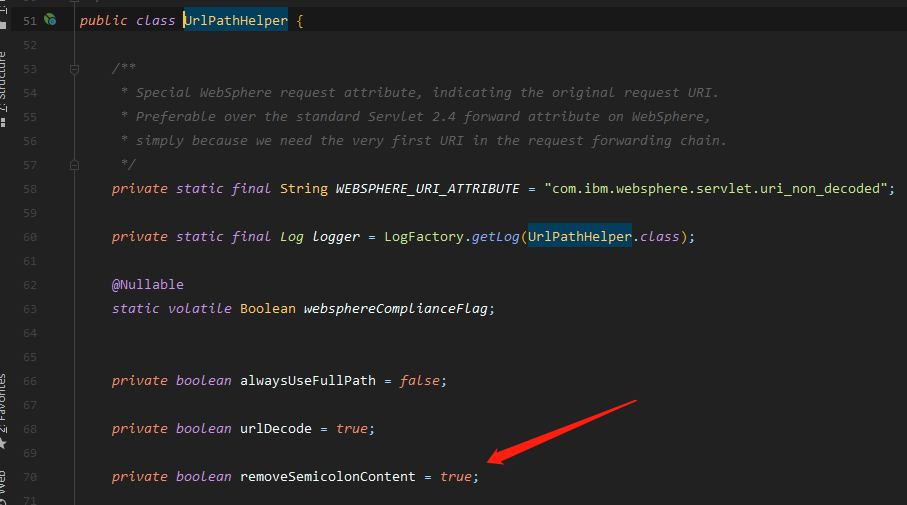 51 public class UrlPathHelper {
52
53 /**
54 * Special WebSphere request attribute, indicating the original request URI.
55 * Preferable over the standard Servlet 2.4 forward attribute on WebSphere,
56 * simply because we need the very first URI in the request forwarding chain.
57 */
58 private static final String WEBSPHERE_URI_ATTRIBUTE = "com.ibm.websphere.servlet.uri_non_decoded";
59
60 private static final Log logger = LogFactory.getLog(UrlPathHelper.class);
61
62 @Nullable
63 static volatile Boolean websphereComplianceFlag;
64
65
66 private boolean alwaysUseFullPath = false;
67
68 private boolean urlDecode = true;
69
70 private boolean removeSemicolonContent = true;
71
7: Structure
2: Favorites
Web